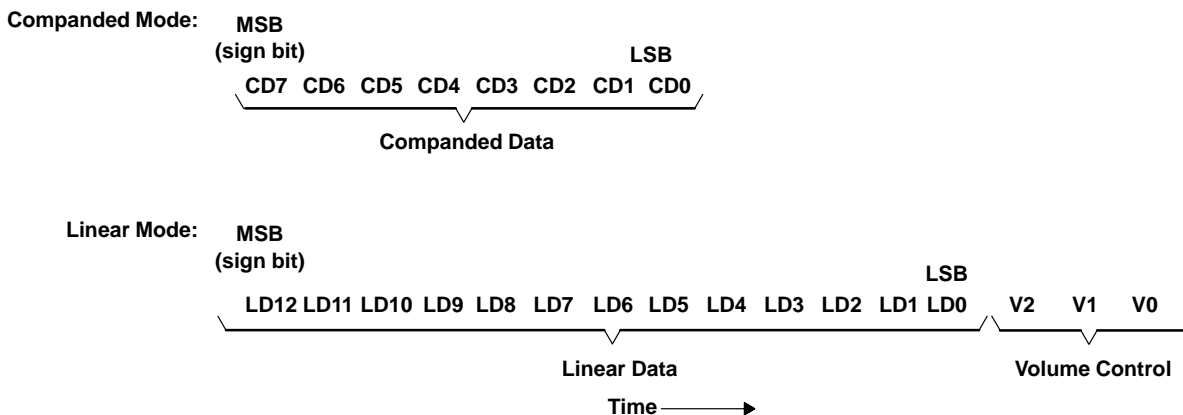 Companded Mode: MSB
(sign bit) LSB
CD7 CD6 CD5 CD4 CD3 CD2 CD1 CD0
Companded Data
Linear Mode: MSB
(sign bit) LSB
LD12 LD11 LD10 LD9 LD8 LD7 LD6 LD5 LD4 LD3 LD2 LD1 LD0 V2 V1 V0
Linear Data Volume Control
Time